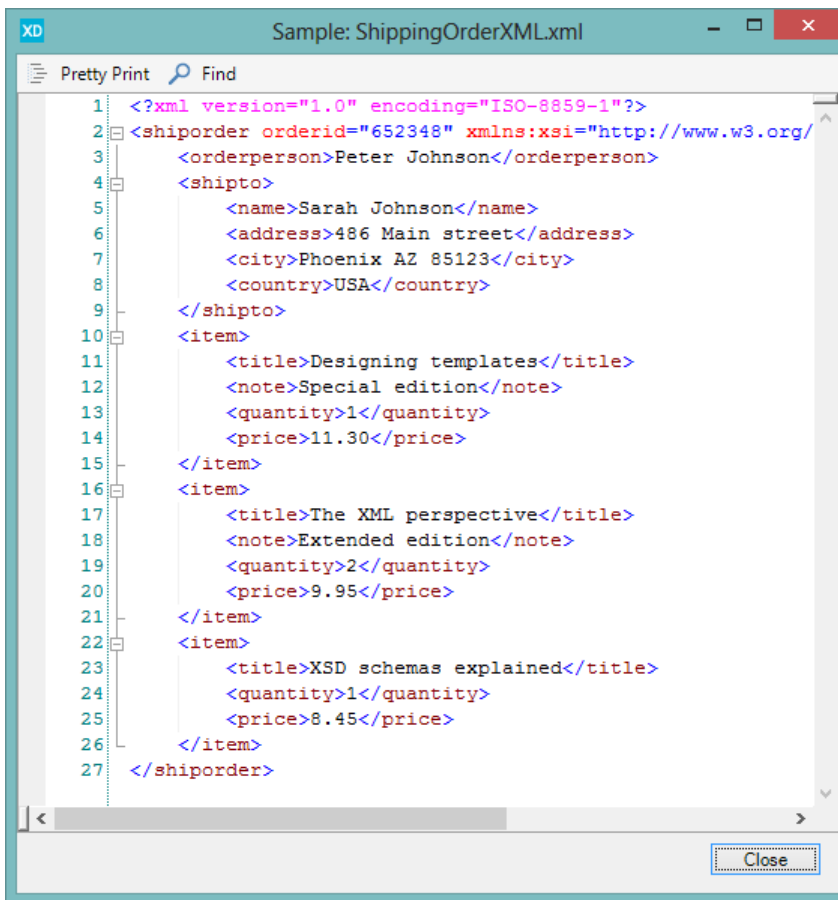 XD Sample: ShippingOrderXML.xml
Pretty Print Find
1 <?xml version="1.0" encoding="ISO-8859-1"?>
2 <shiporder orderid="652348" xmlns:xsi="http://www.w3.org/
3 <orderperson>Peter Johnson</orderperson>
4 <shipto>
5 <name>Sarah Johnson</name>
6 <address>486 Main street</address>
7 <city>Phoenix AZ 85123</city>
8 <country>USA</country>
9 </shipto>
10 <item>
11 <title>Designing templates</title>
12 <note>Special edition</note>
13 <quantity>1</quantity>
14 <price>11.30</price>
15 </item>
16 <item>
17 <title>The XML perspective</title>
18 <note>Extended edition</note>
19 <quantity>2</quantity>
20 <price>9.95</price>
21 </item>
22 <item>
23 <title>XSD schemas explained</title>
24 <quantity>1</quantity>
25 <price>8.45</price>
26 </item>
27 </shiporder>
Close